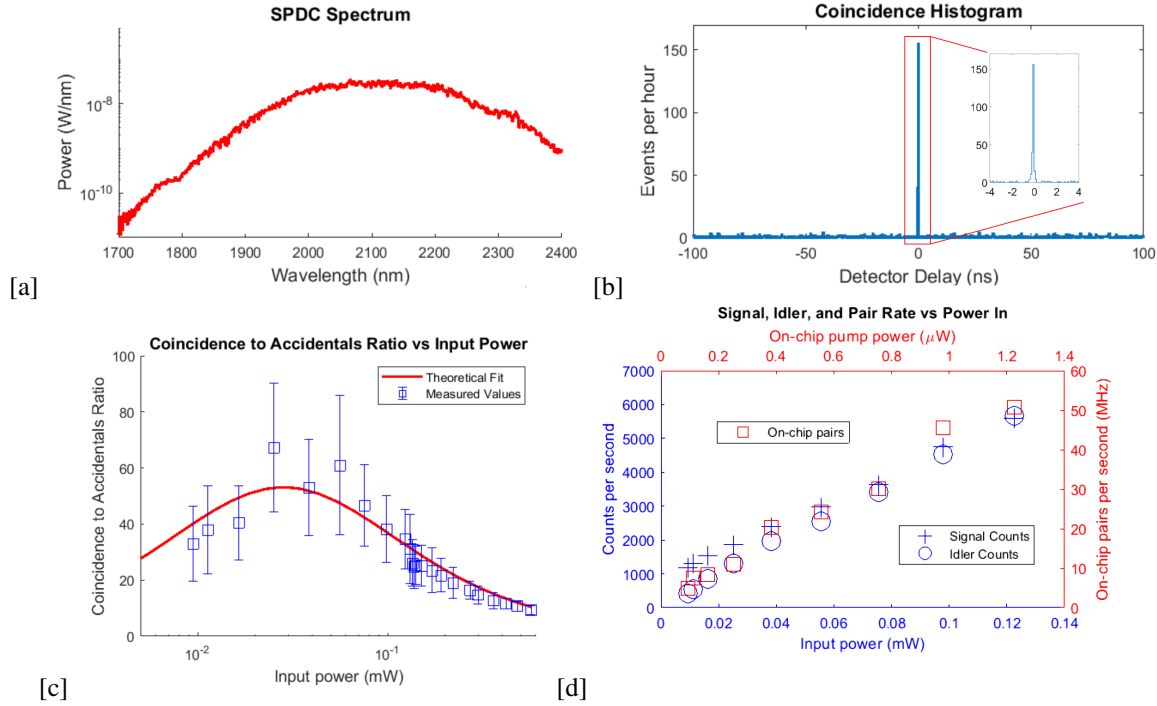 SPDC Spectrum
Power (W/nm)
10⁻⁸
10⁻¹⁰
1700 1800 1900 2000 2100 2200 2300 2400
Wavelength (nm)
[a]
Coincidence Histogram
Events per hour
150
100
50
0
-100 -50 0 50 100
Detector Delay (ns)
150
100
50
0
-4 -2 0 2 4
[b]
Coincidence to Accidentals Ratio vs Input Power
Coincidence to Accidentals Ratio
100
80
60
40
20
0
10⁻² 10⁻¹
Input power (mW)
Theoretical Fit
Measured Values
[c]
Signal, Idler, and Pair Rate vs Power In
On-chip pump power (μW)
0 0.2 0.4 0.6 0.8 1 1.2 1.4
Counts per second
7000
6000
5000
4000
3000
2000
1000
0
On-chip pairs
Signal Counts
Idler Counts
60
50
40
30
20
10
0
On-chip pairs per second (MHz)
0 0.02 0.04 0.06 0.08 0.1 0.12 0.14
Input power (mW)
[d]